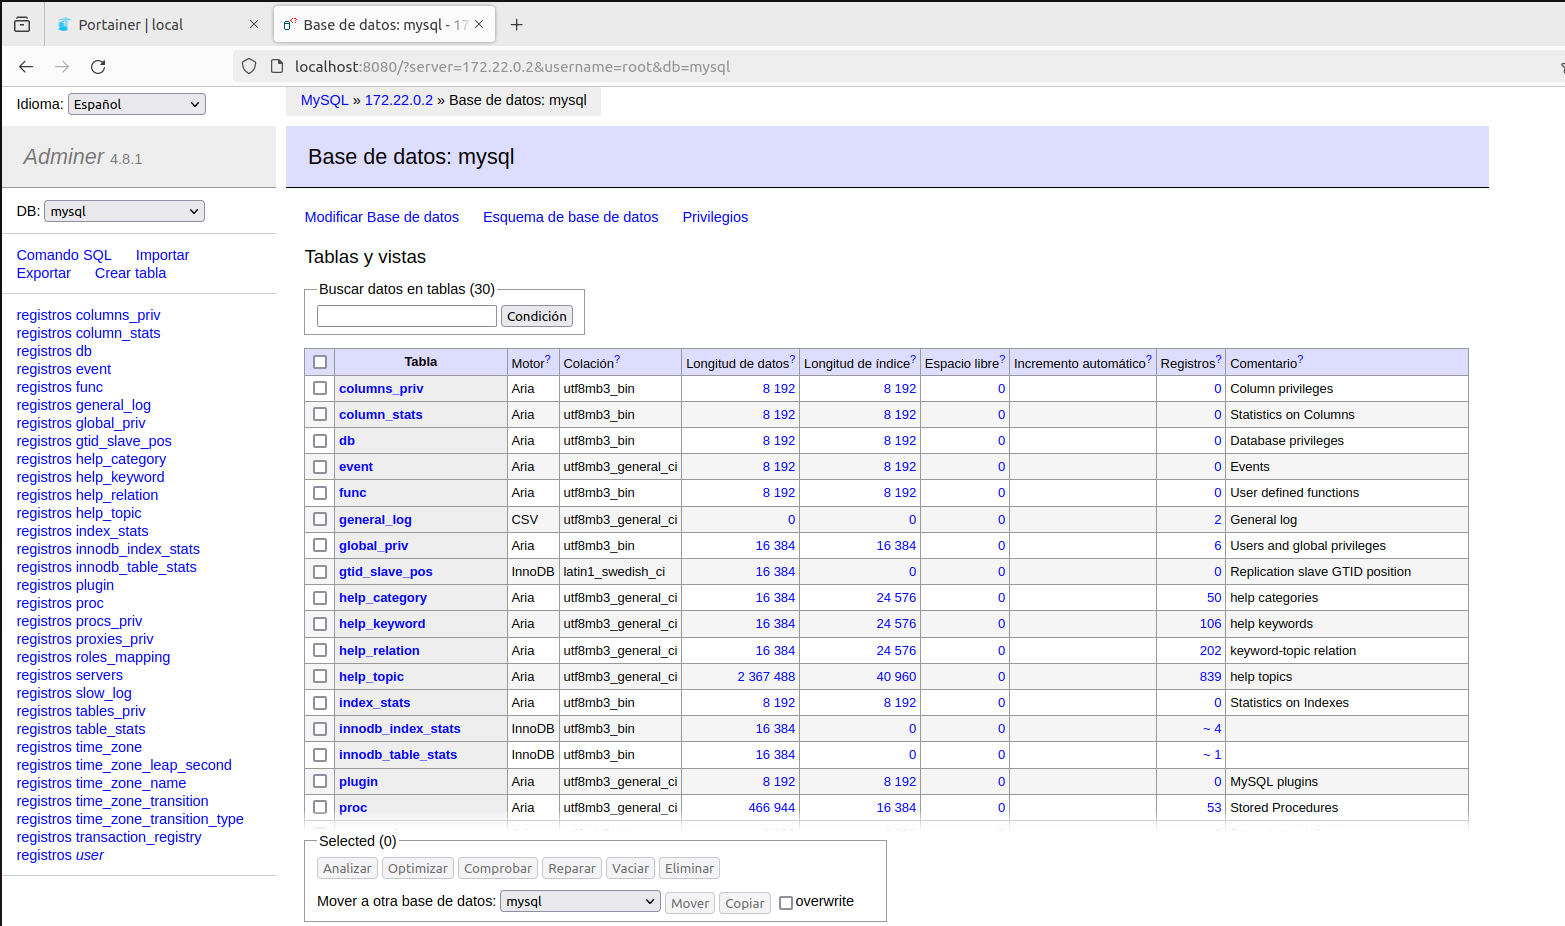 Portainer | local
Base de datos: mysql - 17
localhost:8080/?server=172.22.0.2&username=root&db=mysql
Idioma: Español
MySQL » 172.22.0.2 » Base de datos: mysql
Adminer 4.8.1
Base de datos: mysql
DB: mysql
Modificar Base de datos Esquema de base de datos Privilegios
Comando SQL Importar
Exportar Crear tabla
Tablas y vistas
Buscar datos en tablas (30)
Condición
registros columns_priv
registros column_stats
registros db
registros event
registros func
registros general_log
registros global_priv
registros gtid_slave_pos
registros help_category
registros help_keyword
registros help_relation
registros help_topic
registros index_stats
registros innodb_index_stats
registros innodb_table_stats
registros plugin
registros proc
registros procs_priv
registros proxies_priv
registros roles_mapping
registros servers
registros slow_log
registros tables_priv
registros table_stats
registros time_zone
registros time_zone_leap_second
registros time_zone_name
registros time_zone_transition
registros time_zone_transition_type
registros transaction_registry
registros user
Tabla Motor? Colación? Longitud de datos? Longitud de índice? Espacio libre? Incremento automático? Registros? Comentario?
columns_priv Aria utf8mb3_bin 8 192 8 192 0 0 Column privileges
column_stats Aria utf8mb3_bin 8 192 8 192 0 0 Statistics on Columns
db Aria utf8mb3_bin 8 192 8 192 0 0 Database privileges
event Aria utf8mb3_general_ci 8 192 8 192 0 0 Events
func Aria utf8mb3_bin 8 192 8 192 0 0 User defined functions
general_log CSV utf8mb3_general_ci 0 0 0 2 General log
global_priv Aria utf8mb3_bin 16 384 16 384 0 6 Users and global privileges
gtid_slave_pos InnoDB latin1_swedish_ci 16 384 0 0 0 Replication slave GTID position
help_category Aria utf8mb3_general_ci 16 384 24 576 0 50 help categories
help_keyword Aria utf8mb3_general_ci 16 384 24 576 0 106 help keywords
help_relation Aria utf8mb3_general_ci 16 384 24 576 0 202 keyword-topic relation
help_topic Aria utf8mb3_general_ci 2 367 488 40 960 0 839 help topics
index_stats Aria utf8mb3_bin 8 192 8 192 0 0 Statistics on Indexes
innodb_index_stats InnoDB utf8mb3_bin 16 384 0 0 ~ 4
innodb_table_stats InnoDB utf8mb3_bin 16 384 0 0 ~ 1
plugin Aria utf8mb3_general_ci 8 192 8 192 0 0 MySQL plugins
proc Aria utf8mb3_general_ci 466 944 16 384 0 53 Stored Procedures
Selected (0)
Analizar Optimizar Comprobar Reparar Vaciar Eliminar
Mover a otra base de datos: mysql Mover Copiar overwrite